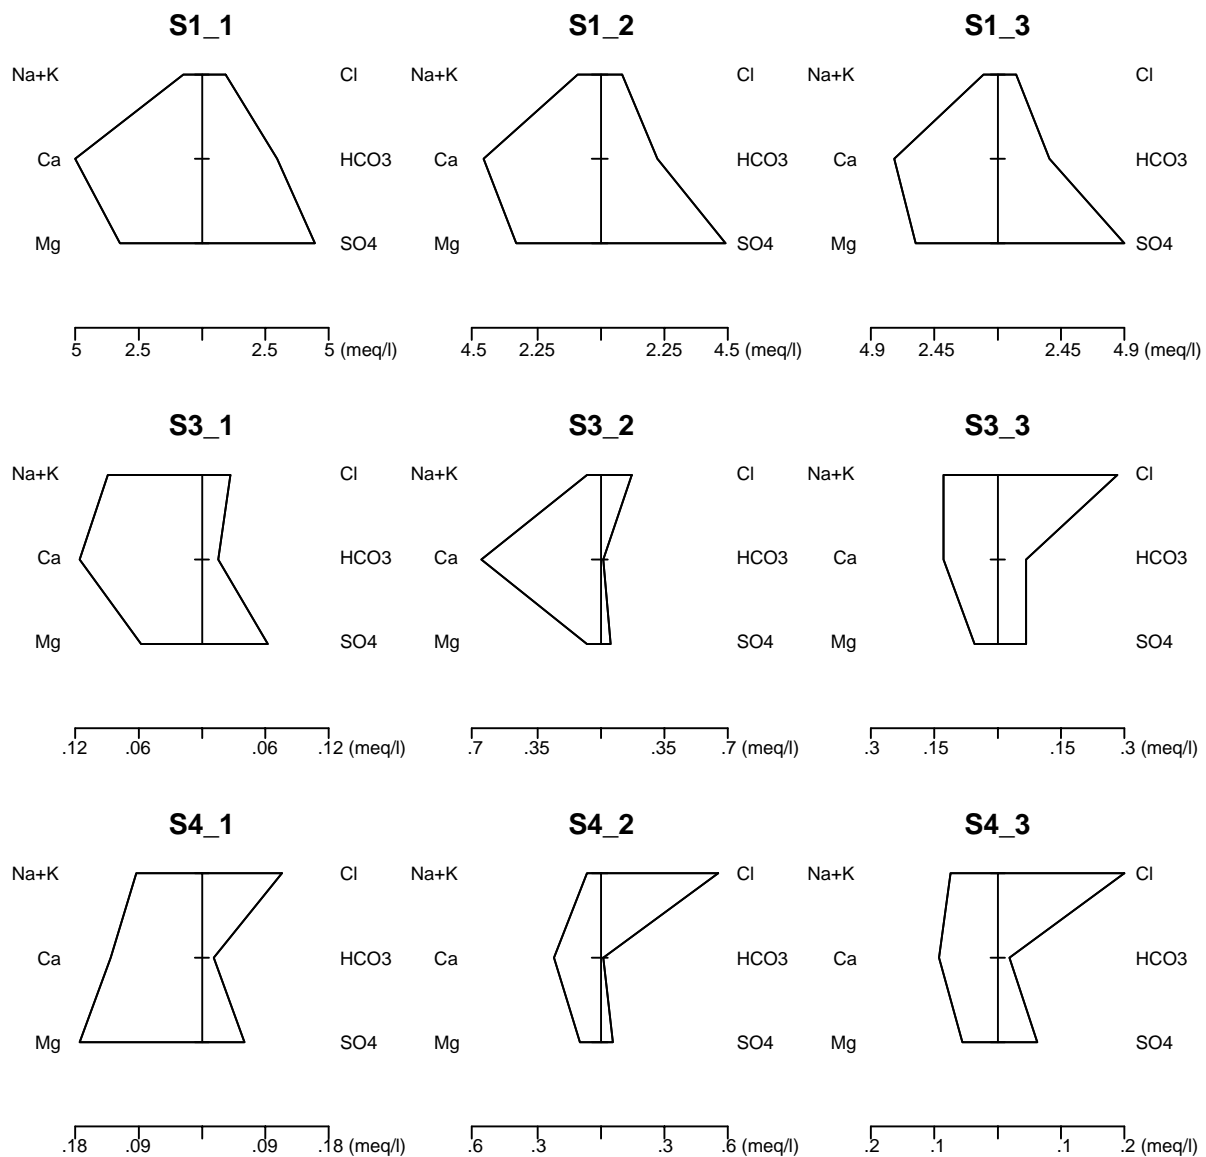 S1_1 S1_2 S1_3
Na+K Cl Na+K Cl Na+K Cl
Ca HCO3 Ca HCO3 Ca HCO3
Mg SO4 Mg SO4 Mg SO4
5 2.5 2.5 5 (meq/l) 4.5 2.25 2.25 4.5 (meq/l) 4.9 2.45 2.45 4.9 (meq/l)
S3_1 S3_2 S3_3
Na+K Cl Na+K Cl Na+K Cl
Ca HCO3 Ca HCO3 Ca HCO3
Mg SO4 Mg SO4 Mg SO4
.12 .06 .06 .12 (meq/l) .7 .35 .35 .7 (meq/l) .3 .15 .15 .3 (meq/l)
S4_1 S4_2 S4_3
Na+K Cl Na+K Cl Na+K Cl
Ca HCO3 Ca HCO3 Ca HCO3
Mg SO4 Mg SO4 Mg SO4
.18 .09 .09 .18 (meq/l) .6 .3 .3 .6 (meq/l) .2 .1 .1 .2 (meq/l)